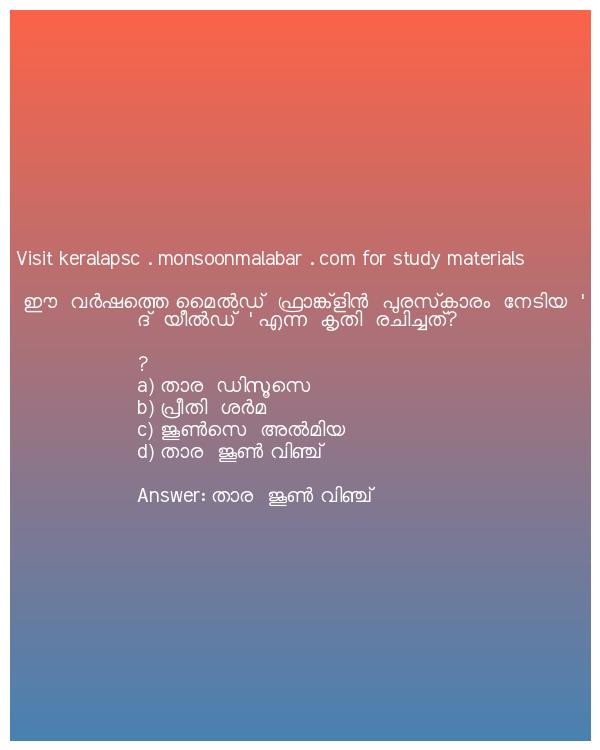 Visit keralapsc . monsoonmalabar . com for study materials
ഈ വർഷത്തെ മൈൽഡ് ഫ്രാങ്ക്ളിൻ പുരസ്കാരം നേടിയ '
ദ് യീൽഡ് ' എന്ന കൃതി രചിച്ചത്?
?
a) താര ഡിസൂസെ
b) പ്രീതി ശർമ
c) ജൂൺസെ അൽമിയ
d) താര ജൂൺ വിഞ്ച്
Answer: താര ജൂൺ വിഞ്ച്